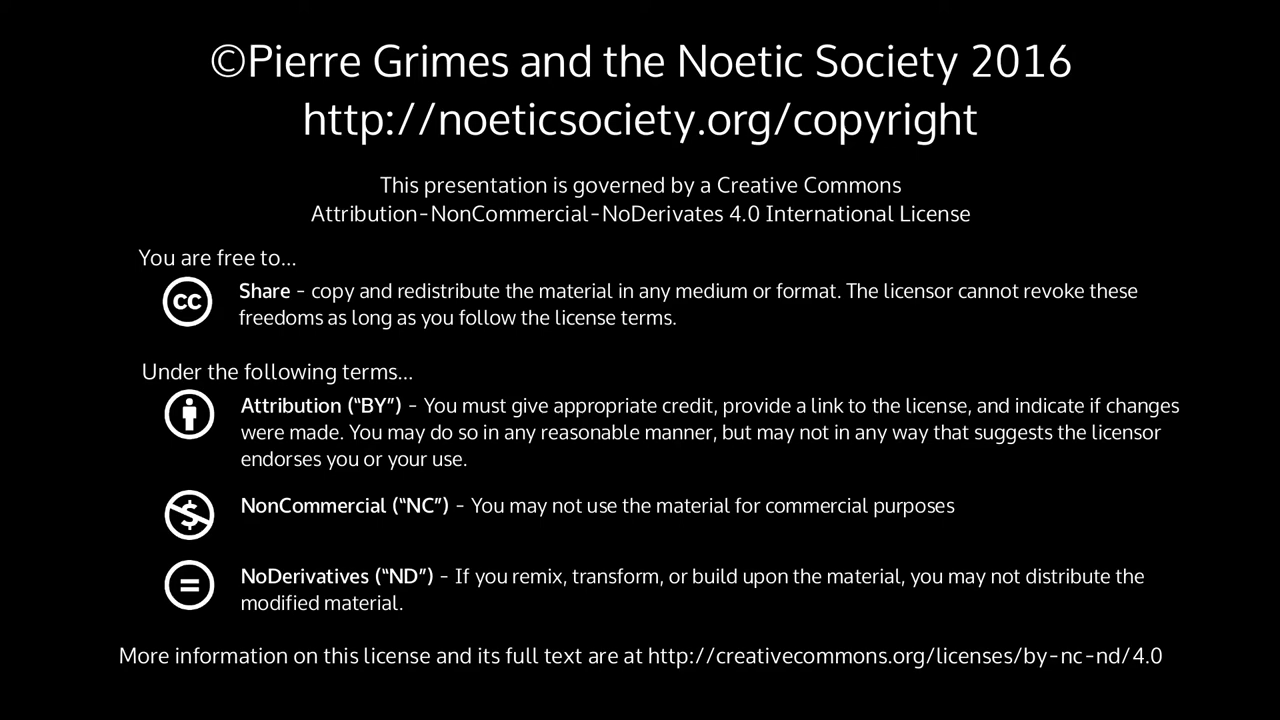 ©Pierre Grimes and the Noetic Society 2016
http://noeticsociety.org/copyright
This presentation is governed by a Creative Commons
Attribution-NonCommercial-NoDerivates 4.0 International License
You are free to...
cc
Share - copy and redistribute the material in any medium or format. The licensor cannot revoke these
freedoms as long as you follow the license terms.
Under the following terms...
Attribution (“BY”) - You must give appropriate credit, provide a link to the license, and indicate if changes
were made. You may do so in any reasonable manner, but may not in any way that suggests the licensor
endorses you or your use.
$
NonCommercial (“NC”) - You may not use the material for commercial purposes
=
NoDerivatives (“ND”) - If you remix, transform, or build upon the material, you may not distribute the
modified material.
More information on this license and its full text are at http://creativecommons.org/licenses/by-nc-nd/4.0